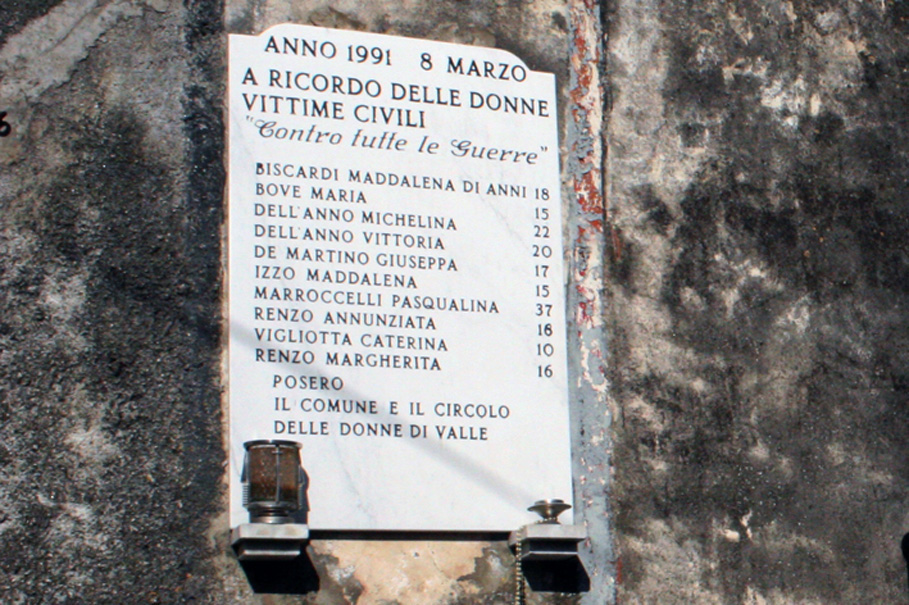 ANNO 1991 8 MARZO
A RICORDO DELLE DONNE
VITTIME CIVILI
"Contro tutte le Guerre"
BISCARDI MADDALENA DI ANNI 18
BOVE MARIA 15
DELL'ANNO MICHELINA 22
DELL'ANNO VITTORIA 20
DE MARTINO GIUSEPPA 17
IZZO MADDALENA 15
MARROCCELLI PASQUALINA 37
RENZO ANNUNZIATA 18
VIGLIOTTA CATERINA 10
RENZO MARGHERITA 16
POSERO
IL COMUNE E IL CIRCOLO
DELLE DONNE DI VALLE